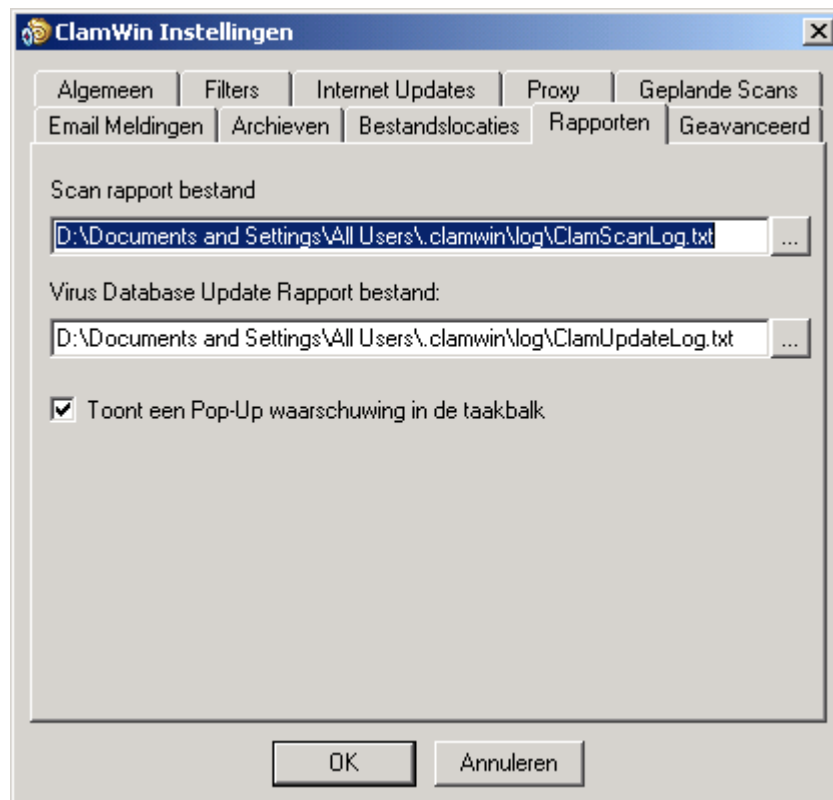 ClamWin Instellingen
Algemeen Filters Internet Updates Proxy Geplande Scans
Email Meldingen Archieven Bestandslocaties Rapporten Geavanceerd
Scan rapport bestand
D:\Documents and Settings\All Users\.clamwin\log\ClamScanLog.txt ...
Virus Database Update Rapport bestand:
D:\Documents and Settings\All Users\.clamwin\log\ClamUpdateLog.txt ...
Toont een Pop-Up waarschuwing in de taakbalk
OK Annuleren